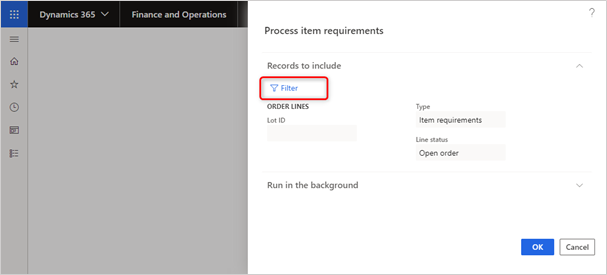 Dynamics 365
Finance and Operations
?
Process item requirements
Records to include
Filter
ORDER LINES
Lot ID
Type
Item requirements
Line status
Open order
Run in the background
OK
Cancel